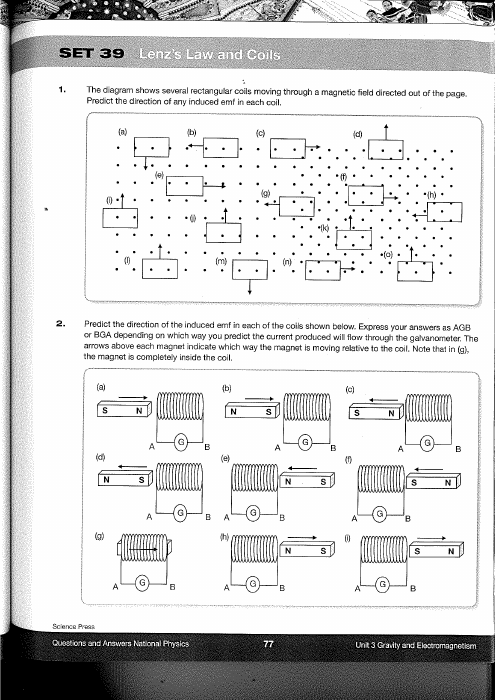 SET 39 Lenz's Law and Coils
1. The diagram shows several rectangular coils moving through a magnetic field directed out of the page.
Predict the direction of any induced emf in each coil.
(a) (b) (c) (d)
(e) (f)
(g) (h)
(i) (j)
(k)
(l) (m) (n) (o)
2. Predict the direction of the induced emf in each of the coils shown below. Express your answers as AGB
or BGA depending on which way you predict the current produced will flow through the galvanometer. The
arrows above each magnet indicate which way the magnet is moving relative to the coil. Note that in (g),
the magnet is completely inside the coil.
(a) (b) (c)
S N N S S N
A G B A G B A G B
(d) (e) (f)
N S N S S N
A G B A G B A G B
(g) (h) (i)
N S S N
A G B A G B A G B
Science Press
Questions and Answers National Physics 77 Unit 3 Gravity and Electromagnetism